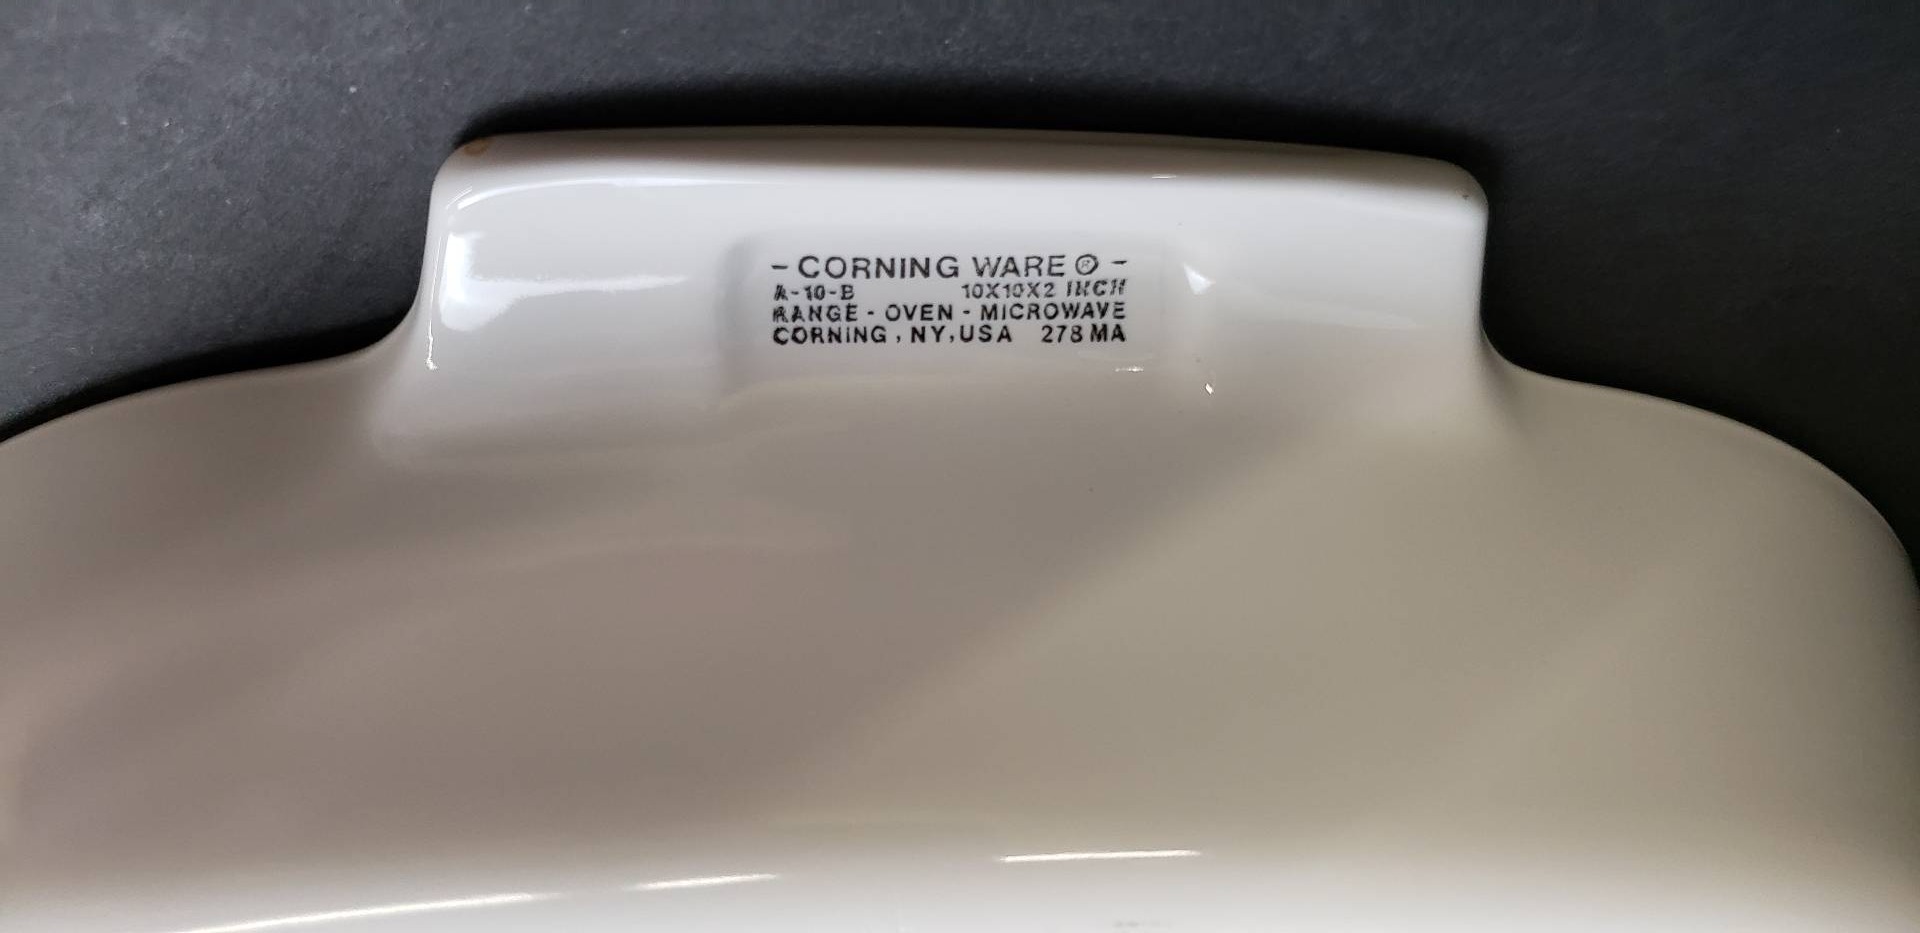 - CORNING WARE ® -
A-10-B 10X10X2 INCH
RANGE - OVEN - MICROWAVE
CORNING, NY, USA 278 MA